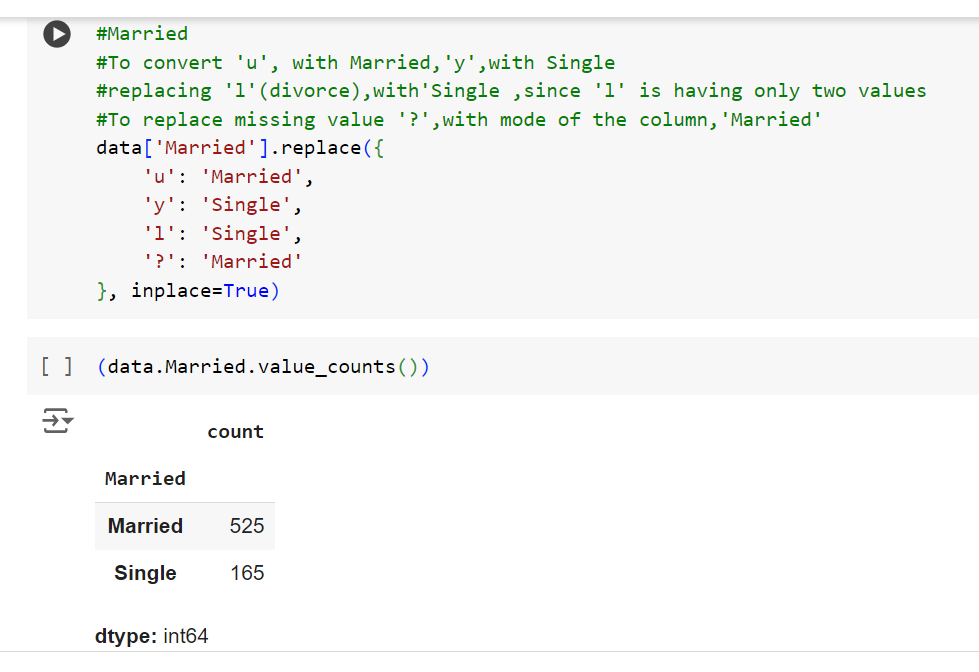 #Married
#To convert 'u', with Married,'y',with Single
#replacing 'l'(divorce),with'Single ,since 'l' is having only two values
#To replace missing value '?',with mode of the column,'Married'
data['Married'].replace({
    'u': 'Married',
    'y': 'Single',
    'l': 'Single',
    '?': 'Married'
}, inplace=True)
[ ] (data.Married.value_counts())
count
Married
Married 525
Single 165
dtype: int64